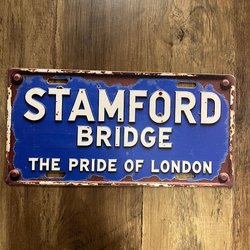 STAMFORD
BRIDGE
THE PRIDE OF LONDON